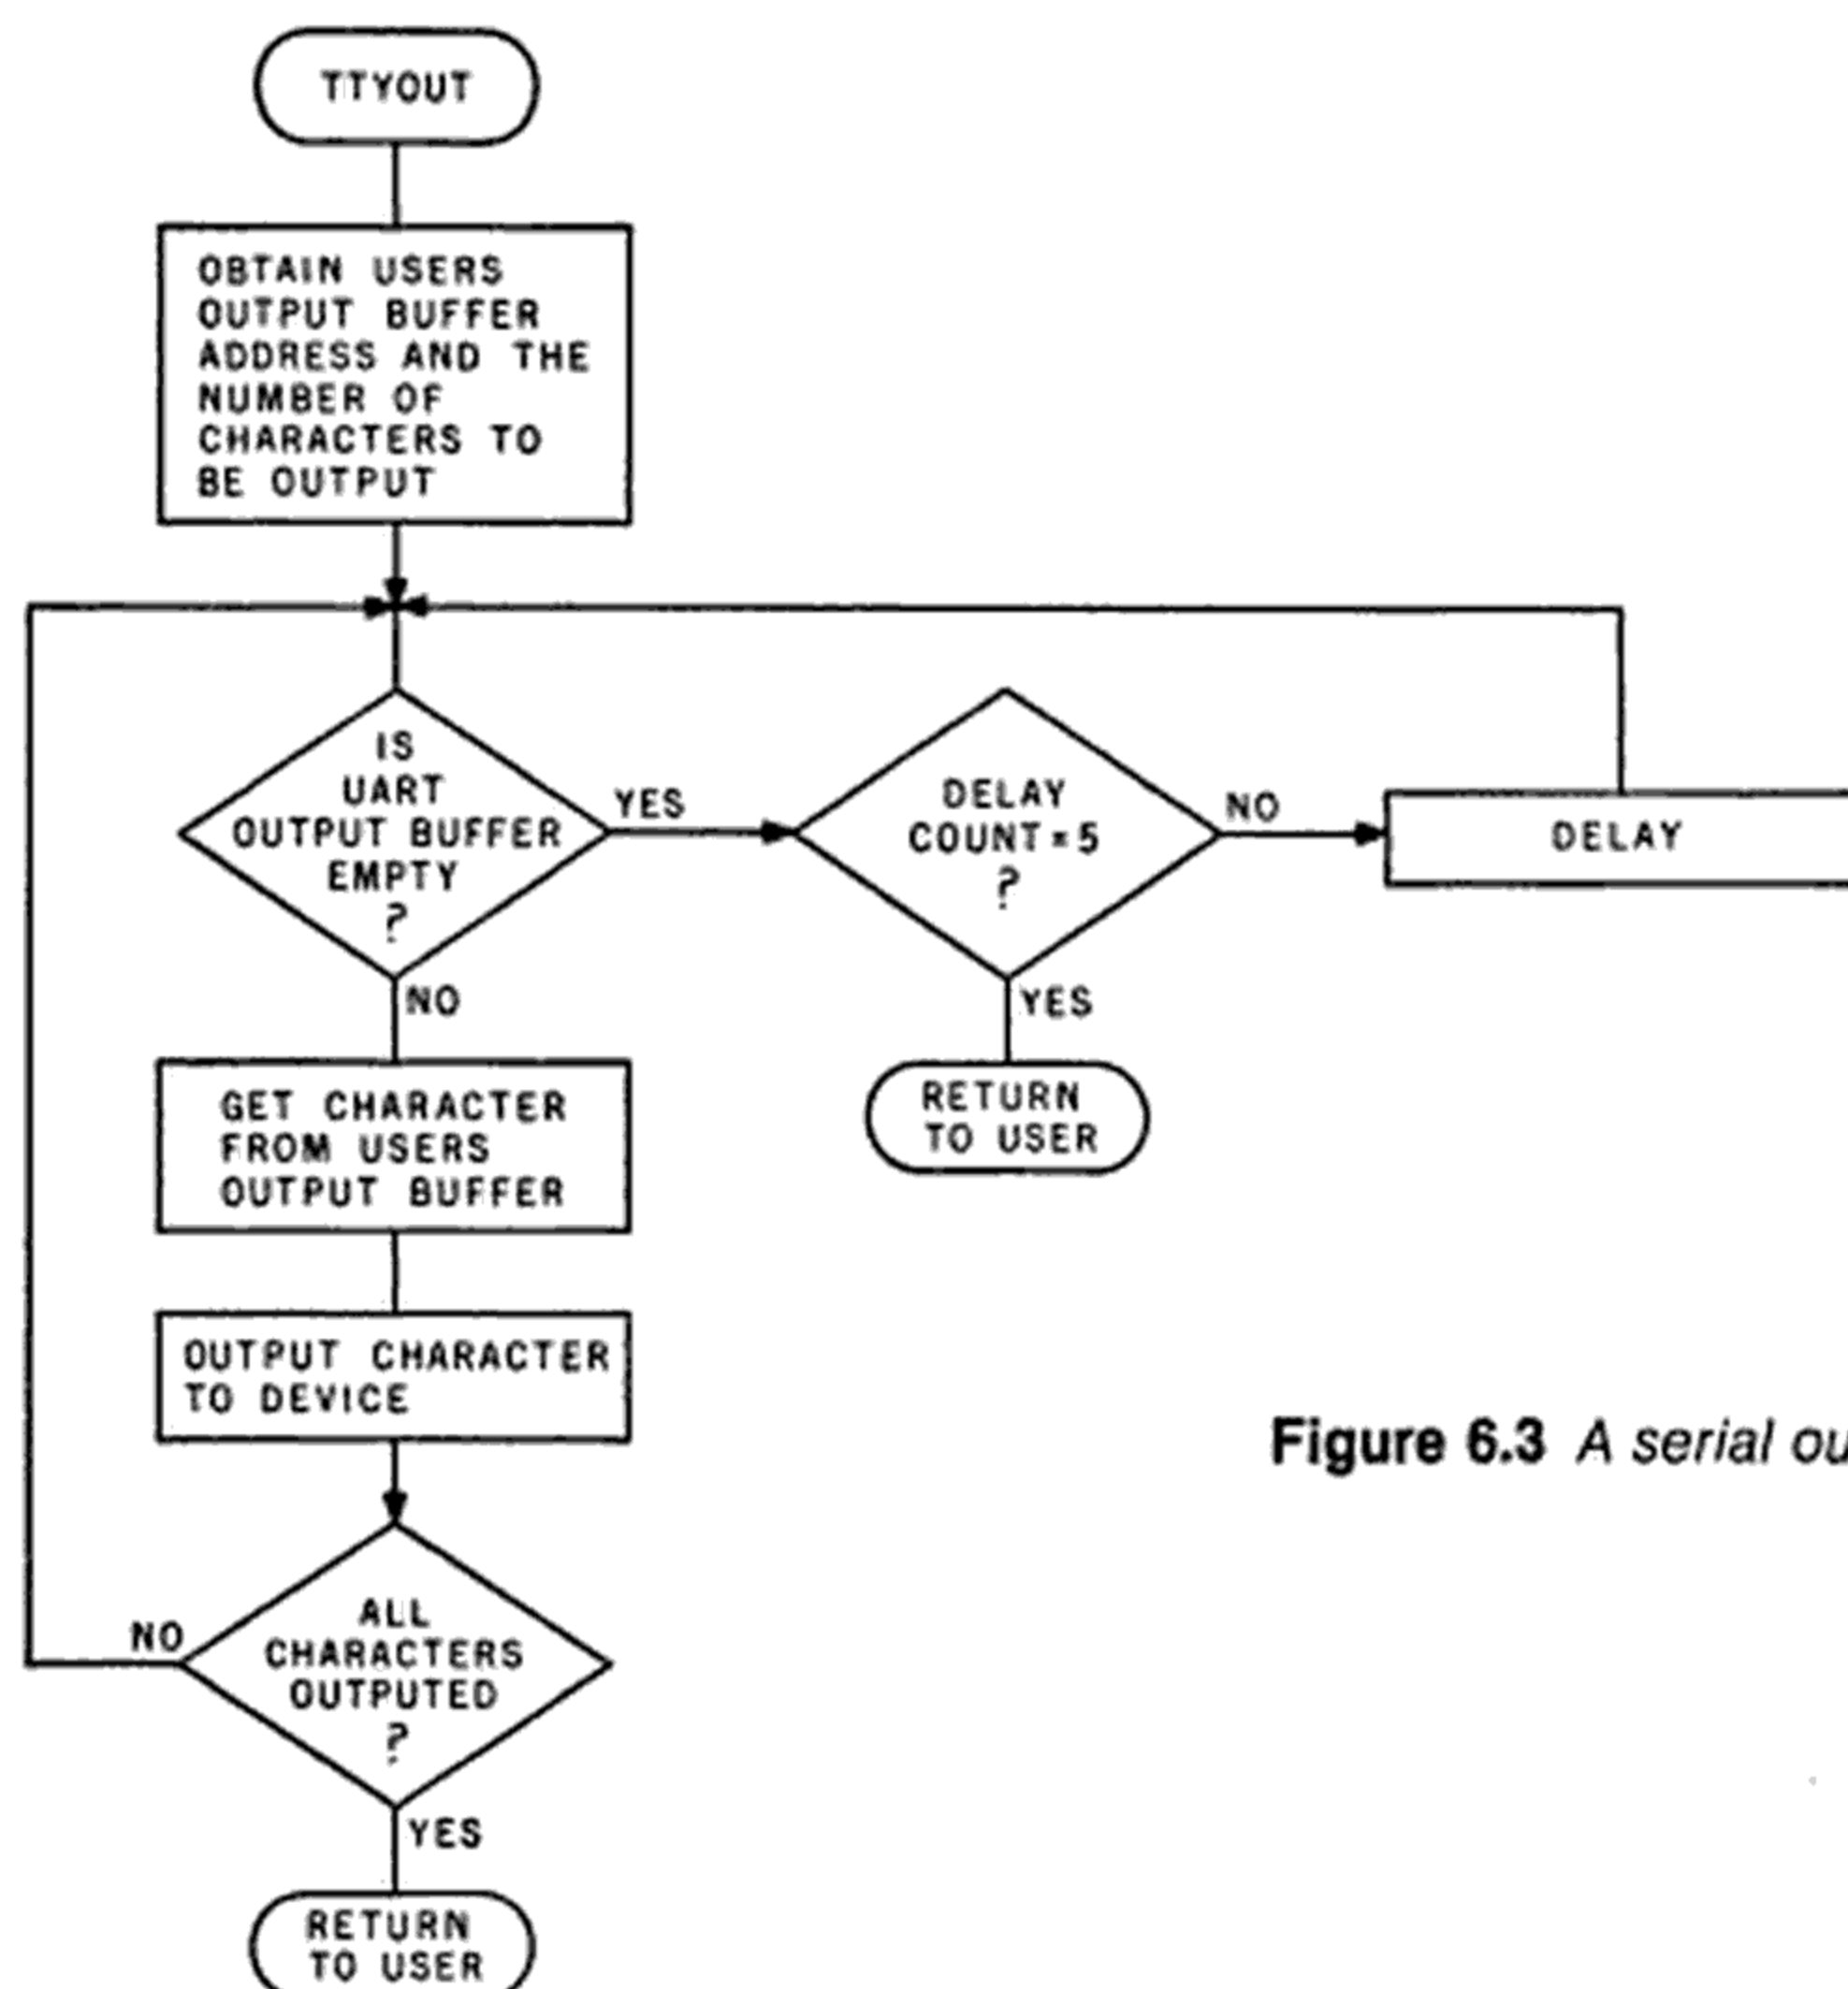 TTYOUT
OBTAIN USERS
OUTPUT BUFFER
ADDRESS AND THE
NUMBER OF
CHARACTERS TO
BE OUTPUT
IS
UART
OUTPUT BUFFER
EMPTY
?
YES
DELAY
COUNT=5
?
NO
DELAY
NO
YES
GET CHARACTER
FROM USERS
OUTPUT BUFFER
RETURN
TO USER
OUTPUT CHARACTER
TO DEVICE
Figure 6.3 A serial
ALL
CHARACTERS
OUTPUTED
?
NO
YES
RETURN
TO USER